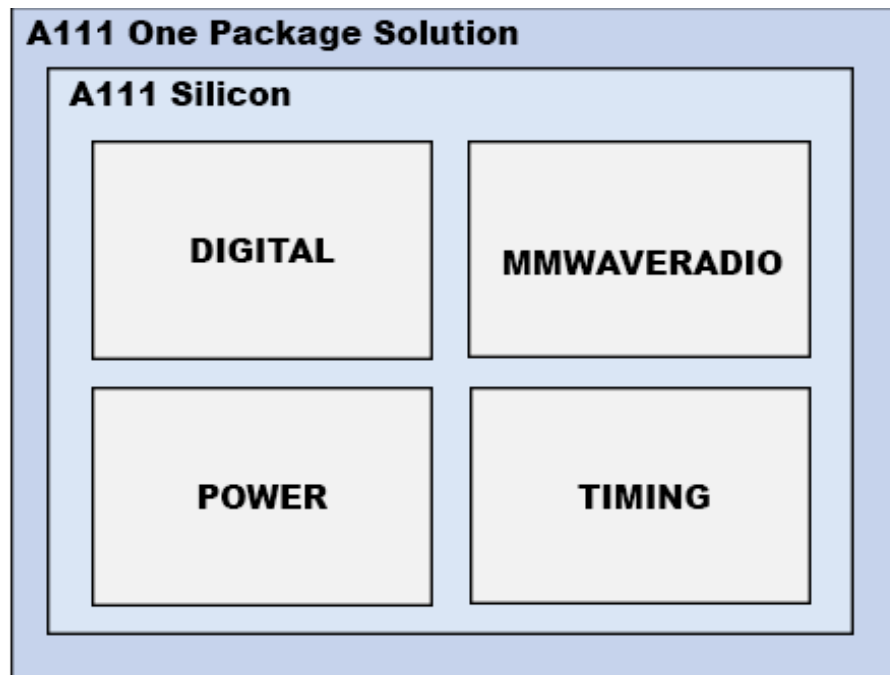 A111 One Package Solution
A111 Silicon
DIGITAL
MMWAVERADIO
POWER
TIMING